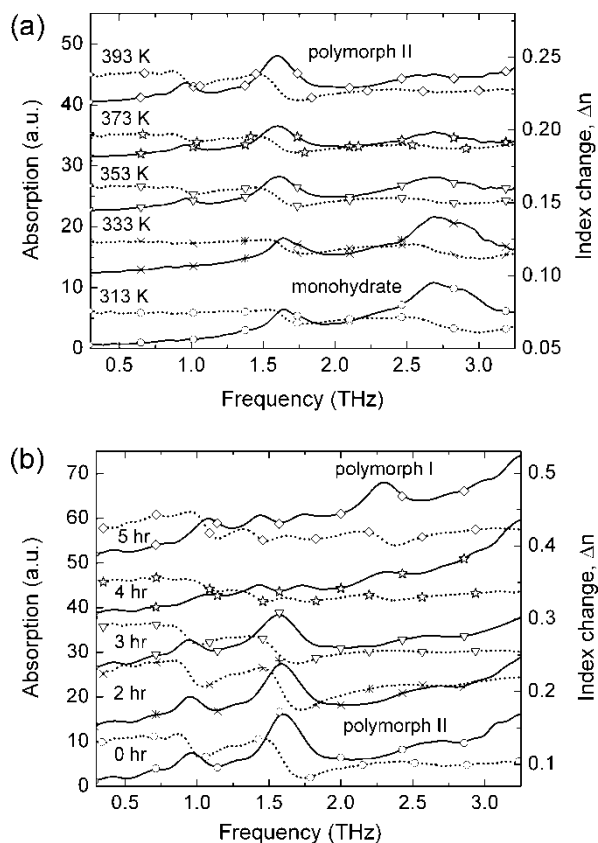 (a)
50
40
30
20
10
0
Absorption (a.u.)
393 K
polymorph II
373 K
353 K
333 K
monohydrate
313 K
0.25
0.20
0.15
0.10
0.05
Index change, Δn
0.5 1.0 1.5 2.0 2.5 3.0
Frequency (THz)
(b)
70
60
50
40
30
20
10
0
Absorption (a.u.)
polymorph I
5 hr
4 hr
3 hr
2 hr
polymorph II
0 hr
0.5
0.4
0.3
0.2
0.1
Index change, Δn
0.5 1.0 1.5 2.0 2.5 3.0
Frequency (THz)